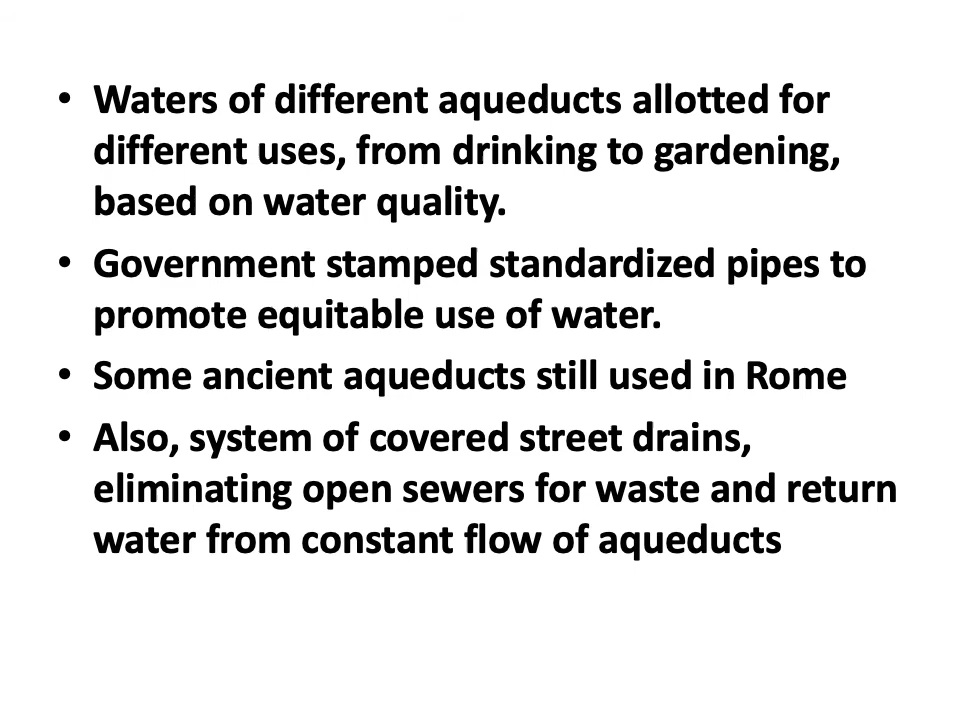 • Waters of different aqueducts allotted for
different uses, from drinking to gardening,
based on water quality.
• Government stamped standardized pipes to
promote equitable use of water.
• Some ancient aqueducts still used in Rome
• Also, system of covered street drains,
eliminating open sewers for waste and return
water from constant flow of aqueducts